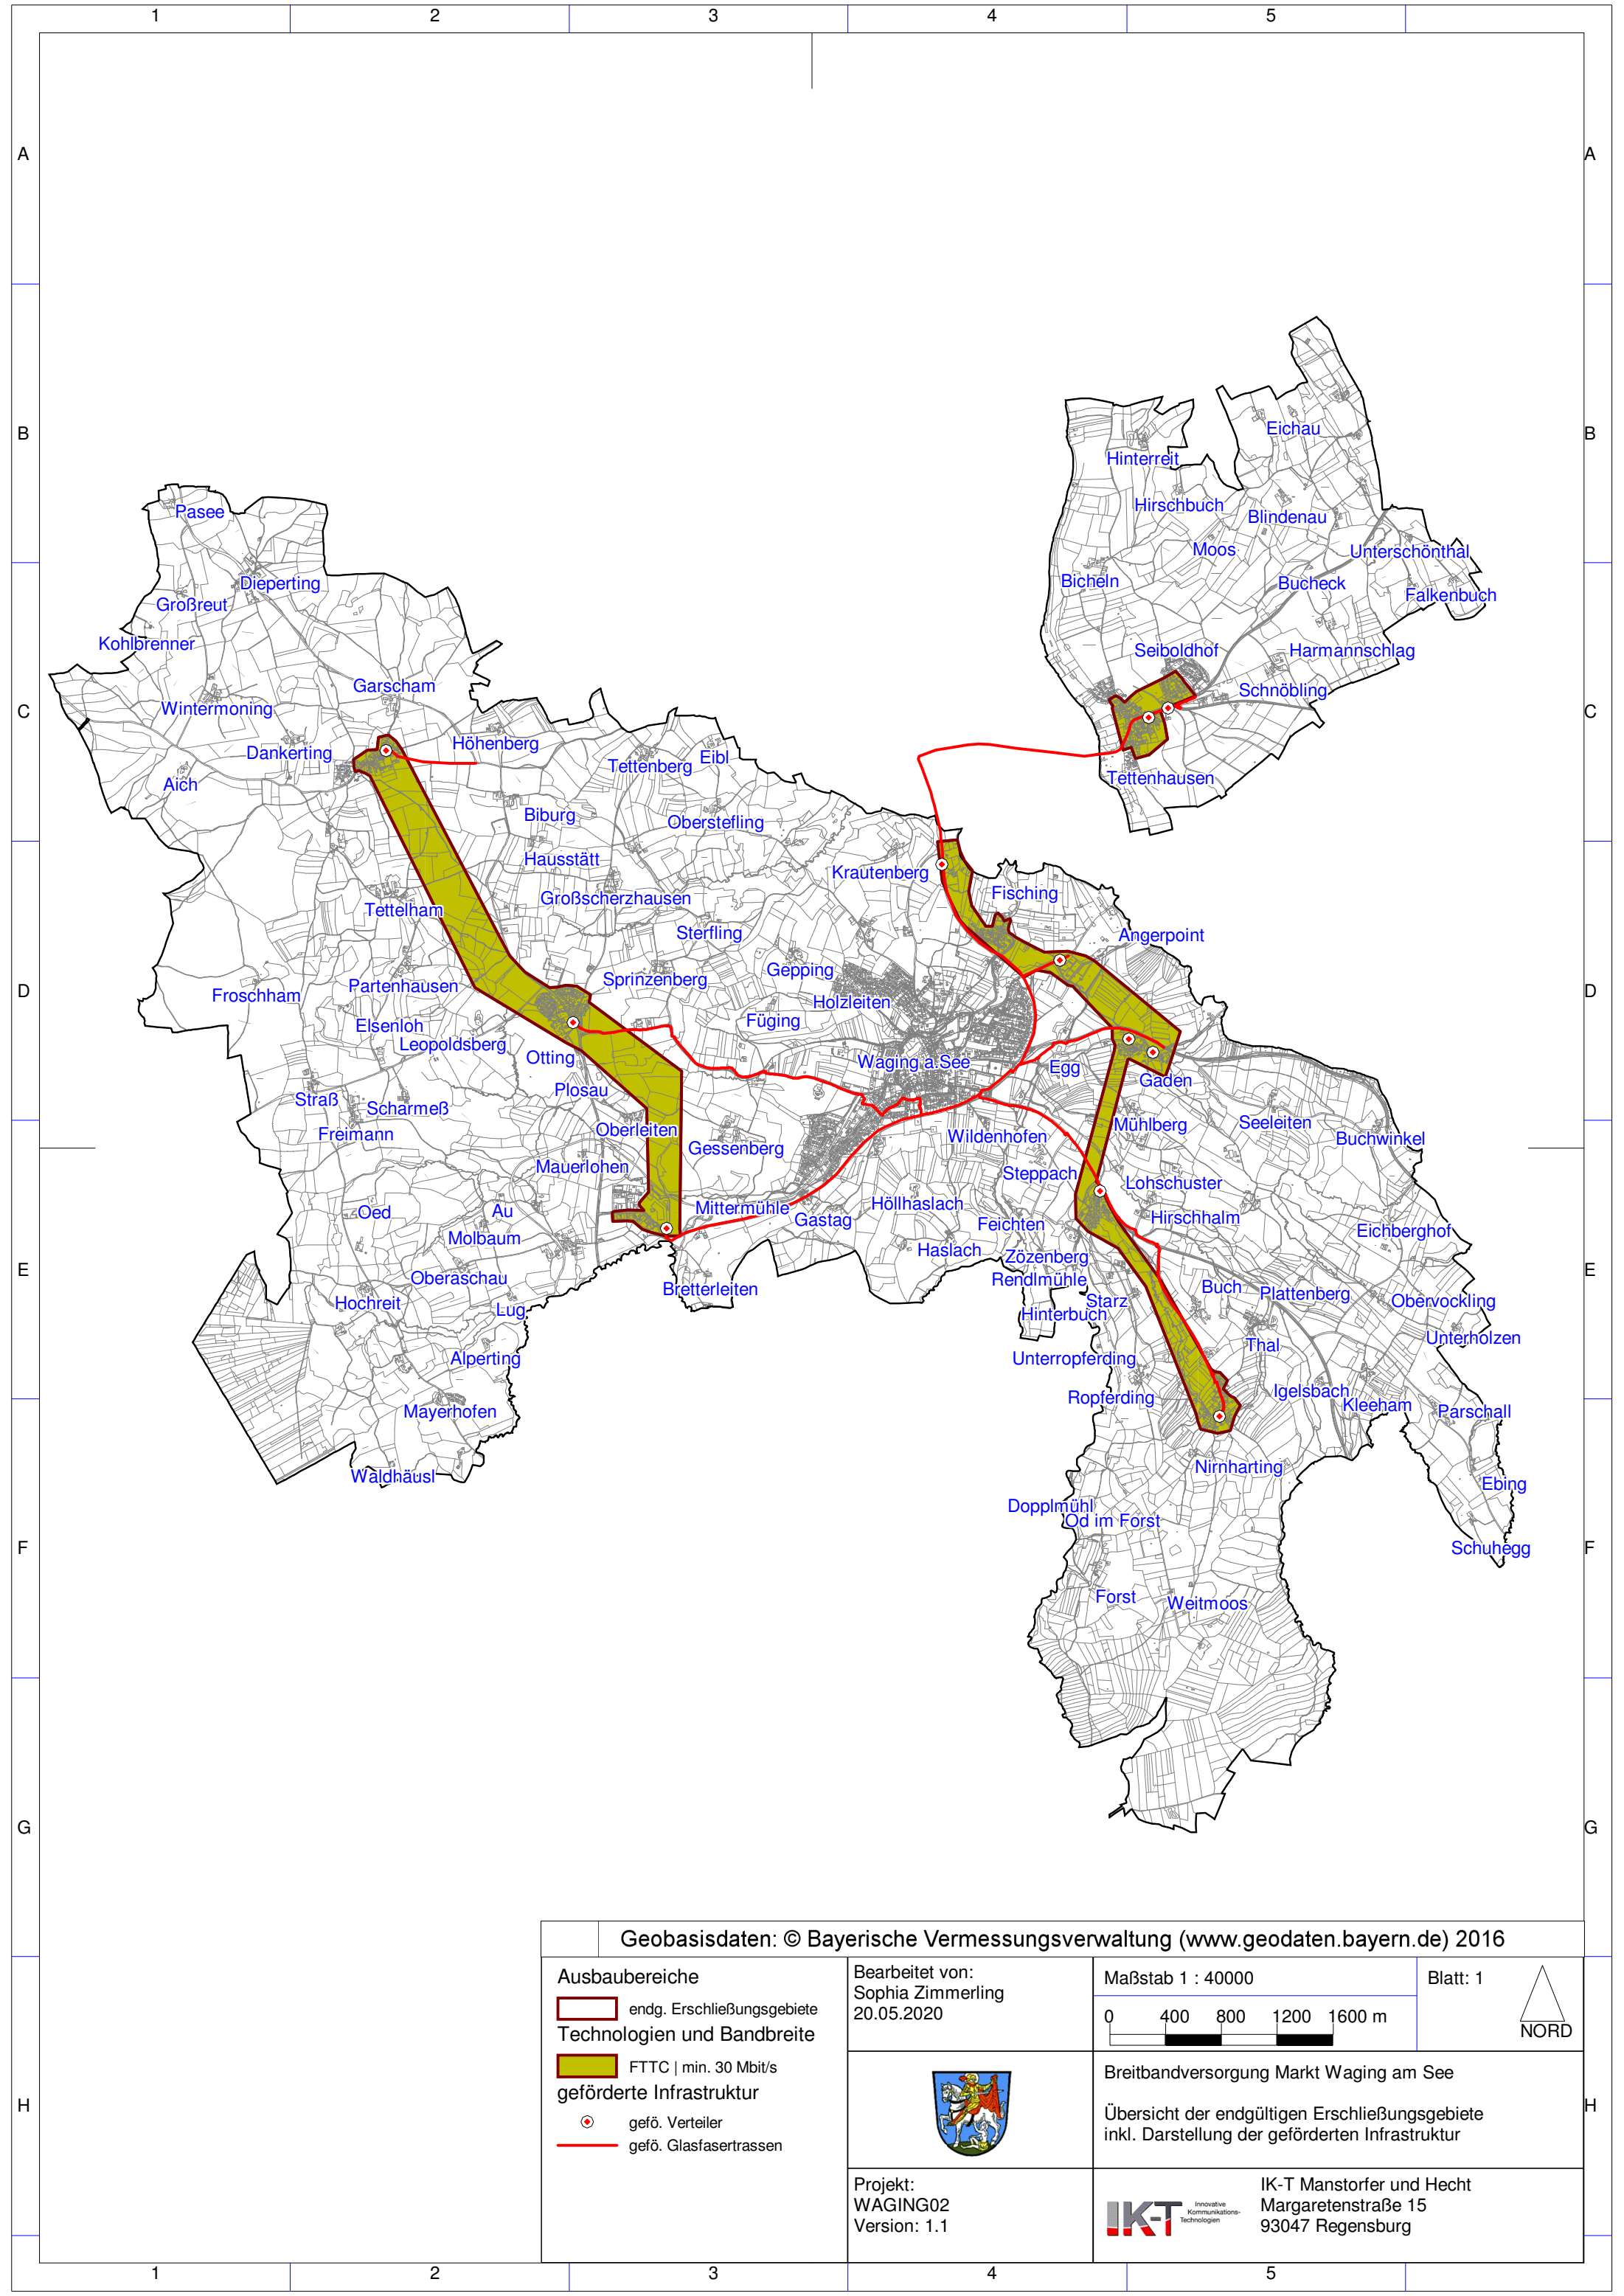 1 2 3 4 5
A A
B B
Eichau
Hinterreit
Hirschbuch
Pasee
Blindenau
Moos
Unterschönthal
Bicheln
Bucheck
Dieperting
Falkenbuch
Großreut
Kohlbrenner
Seiboldhof
Harmannschlag
Garscham
Schnöbling
Wintermoning
C C
Höhenberg
Dankerting
Eibl
Tettenberg
Tettenhausen
Aich
Biburg
Oberstefling
Hausstätt
Krautenberg
Fisching
Großscherzhausen
Tettelham
Sterfling
Angerpoint
Gepping
Sprinzenberg
Partenhausen
D D
Froschham
Holzleiten
Füging
Elsenloh
Leopoldsberg
Otting
Waging a.See
Egg
Gaden
Plosau
Straß
Scharmeß
Mühlberg
Seeleiten
Freimann
Oberleiten
Wildenhofen
Buchwinkel
Gessenberg
Mauerlohen
Steppach
Lohschuster
Höllhaslach
Mittermühle
Oed
Au
Gastag
Hirschhalm
Feichten
Eichberghof
Molbaum
Haslach
Zözenberg
E E
Oberaschau
Rendlmühle
Bretterleiten
Buch
Plattenberg
Hochreit
Starz
Obervockling
Lug
Hinterbuch
Unterholzen
Thal
Alperting
Unterropferding
Igelsbach
Ropferding
Kleeham
Mayerhofen
Parschall
Nirnharting
Waldhäusl
Ebing
Dopplmühl
Od im Forst
F F
Schuhegg
Forst
Weitmoos
G G
Geobasisdaten: © Bayerische Vermessungsverwaltung (www.geodaten.bayern.de) 2016
Ausbaubereiche
endg. Erschließungsgebiete
Technologien und Bandbreite
FTTC | min. 30 Mbit/s
geförderte Infrastruktur
gefö. Verteiler
gefö. Glasfasertrassen
Bearbeitet von:
Sophia Zimmerling
20.05.2020
Maßstab 1 : 40000
0 400 800 1200 1600 m
Blatt: 1
NORD
H H
Breitbandversorgung Markt Waging am See
Übersicht der endgültigen Erschließungsgebiete
inkl. Darstellung der geförderten Infrastruktur
Projekt:
WAGING02
Version: 1.1
IK-T
Innovative
Kommunikations-
Technologien
IK-T Manstorfer und Hecht
Margaretenstraße 15
93047 Regensburg
1 2 3 4 5